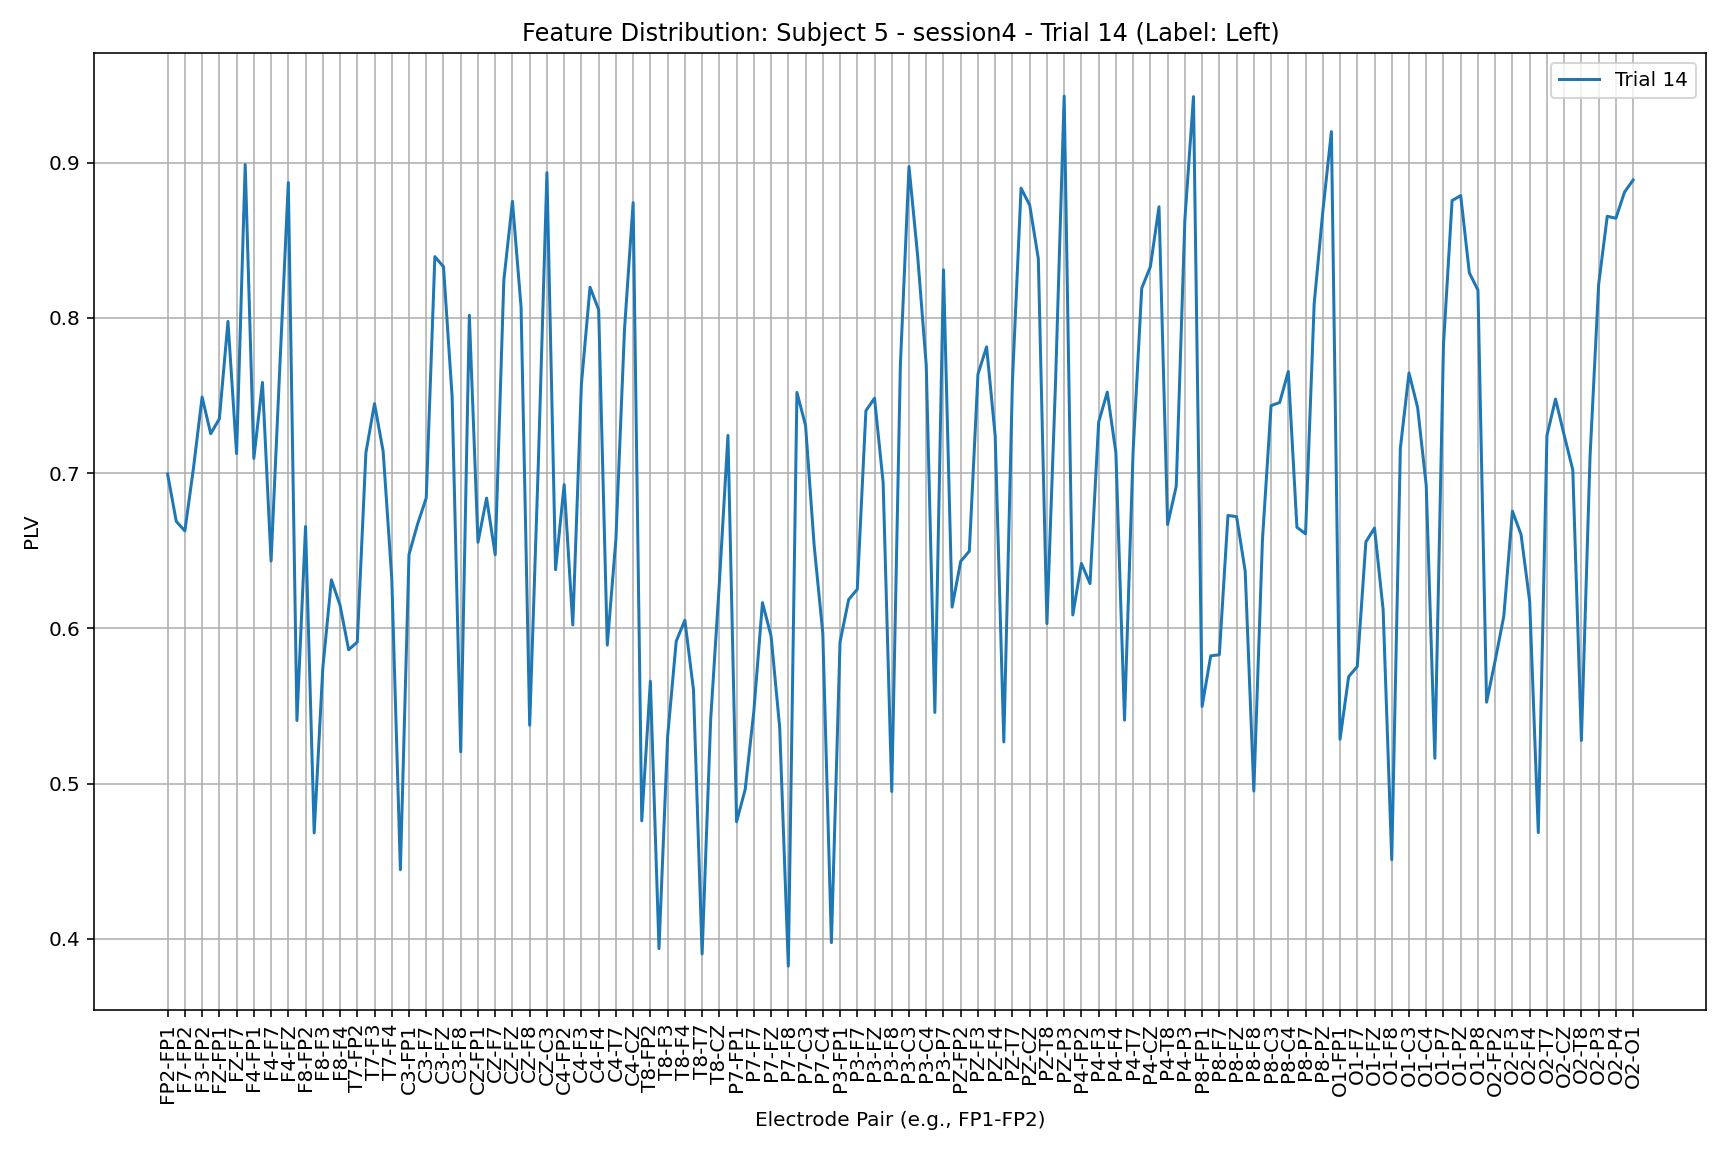 Feature Distribution: Subject 5 - session4 - Trial 14 (Label: Left)
Trial 14
PLV
0.9
0.8
0.7
0.6
0.5
0.4
FP2-FP1
F7-FP2
F3-FP2
FZ-FP1
FZ-F7
F4-FP1
F4-F7
F4-FZ
F8-FP2
F8-F3
F8-F4
T7-FP2
T7-F3
T7-F4
C3-FP1
C3-F7
C3-FZ
C3-F8
CZ-FP1
CZ-F7
CZ-FZ
CZ-F8
CZ-C3
C4-FP2
C4-F3
C4-F4
C4-T7
C4-CZ
T8-FP2
T8-F3
T8-F4
T8-T7
T8-CZ
P7-FP1
P7-F7
P7-FZ
P7-F8
P7-C3
P7-C4
P3-FP1
P3-F7
P3-FZ
P3-F8
P3-C3
P3-C4
P3-P7
PZ-FP2
PZ-F3
PZ-F4
PZ-T7
PZ-CZ
PZ-T8
PZ-P3
P4-FP2
P4-F3
P4-F4
P4-T7
P4-CZ
P4-T8
P4-P3
P8-FP1
P8-F7
P8-FZ
P8-F8
P8-C3
P8-C4
P8-P7
P8-PZ
O1-FP1
O1-F7
O1-FZ
O1-F8
O1-C3
O1-C4
O1-P7
O1-PZ
O1-P8
O2-FP2
O2-F3
O2-F4
O2-T7
O2-CZ
O2-T8
O2-P3
O2-P4
O2-O1
Electrode Pair (e.g., FP1-FP2)